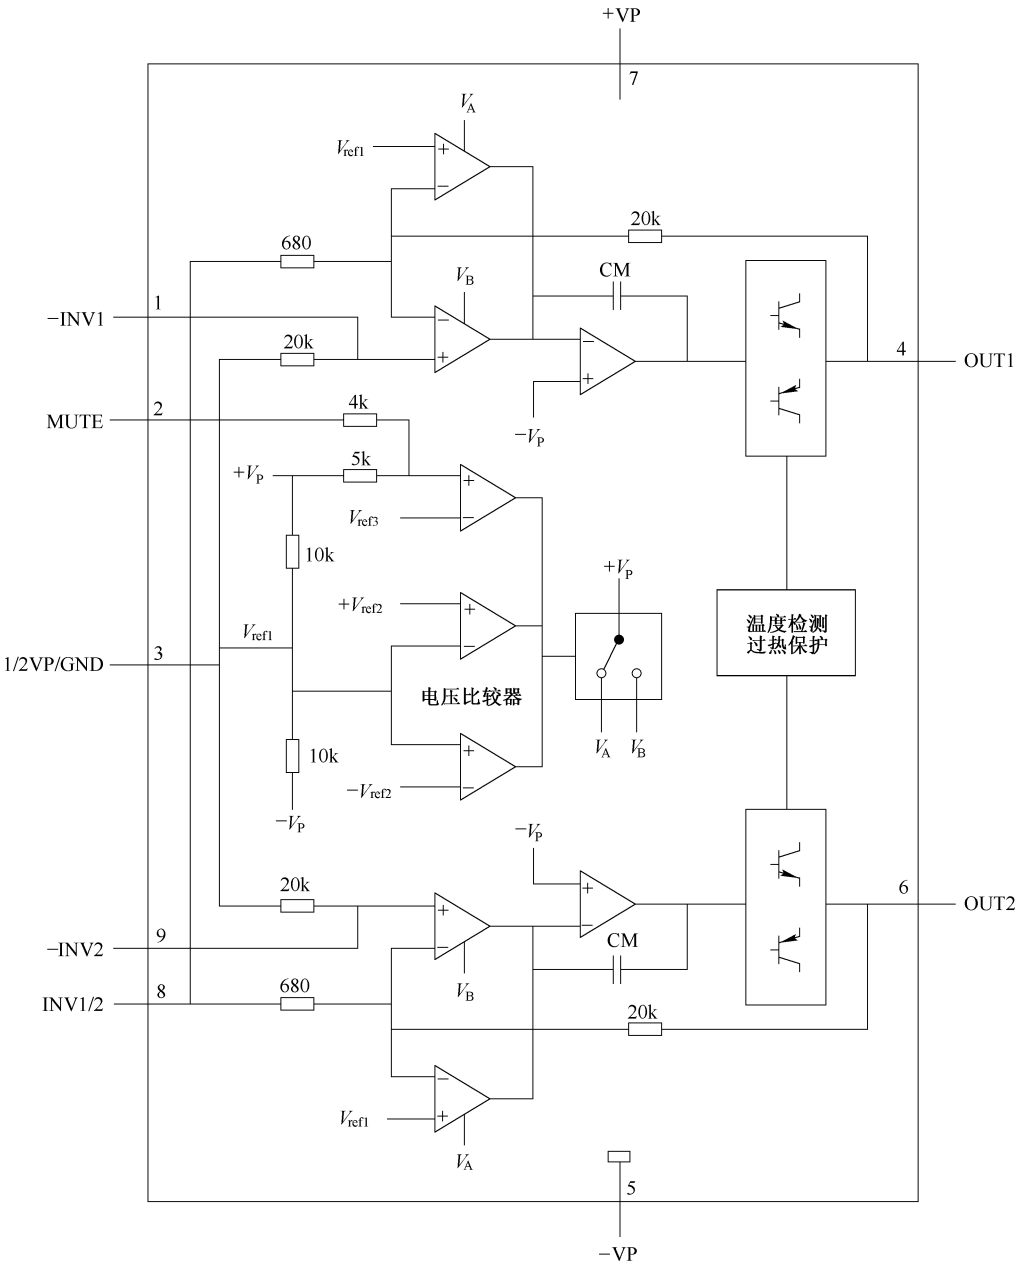 +VP
7
VA
Vref1
+
−
20k
680
CM
VB
1
−INV1
−
+
20k
−
+
4
OUT1
2
MUTE
4k
−VP
+VP
5k
+
−
Vref3
10k
+VP
+Vref2
+
−
温度检测
过热保护
Vref1
3
1/2VP/GND
电压比较器
VA
VB
+
−
10k
−Vref2
−VP
−VP
20k
+
−
+
−
6
OUT2
9
−INV2
CM
VB
8
INV1/2
680
20k
−
+
Vref1
VA
5
−VP